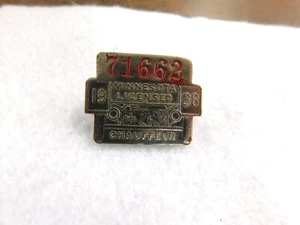 71662
19 MINNESOTA 38
LICENSED
CHAUFFEUR